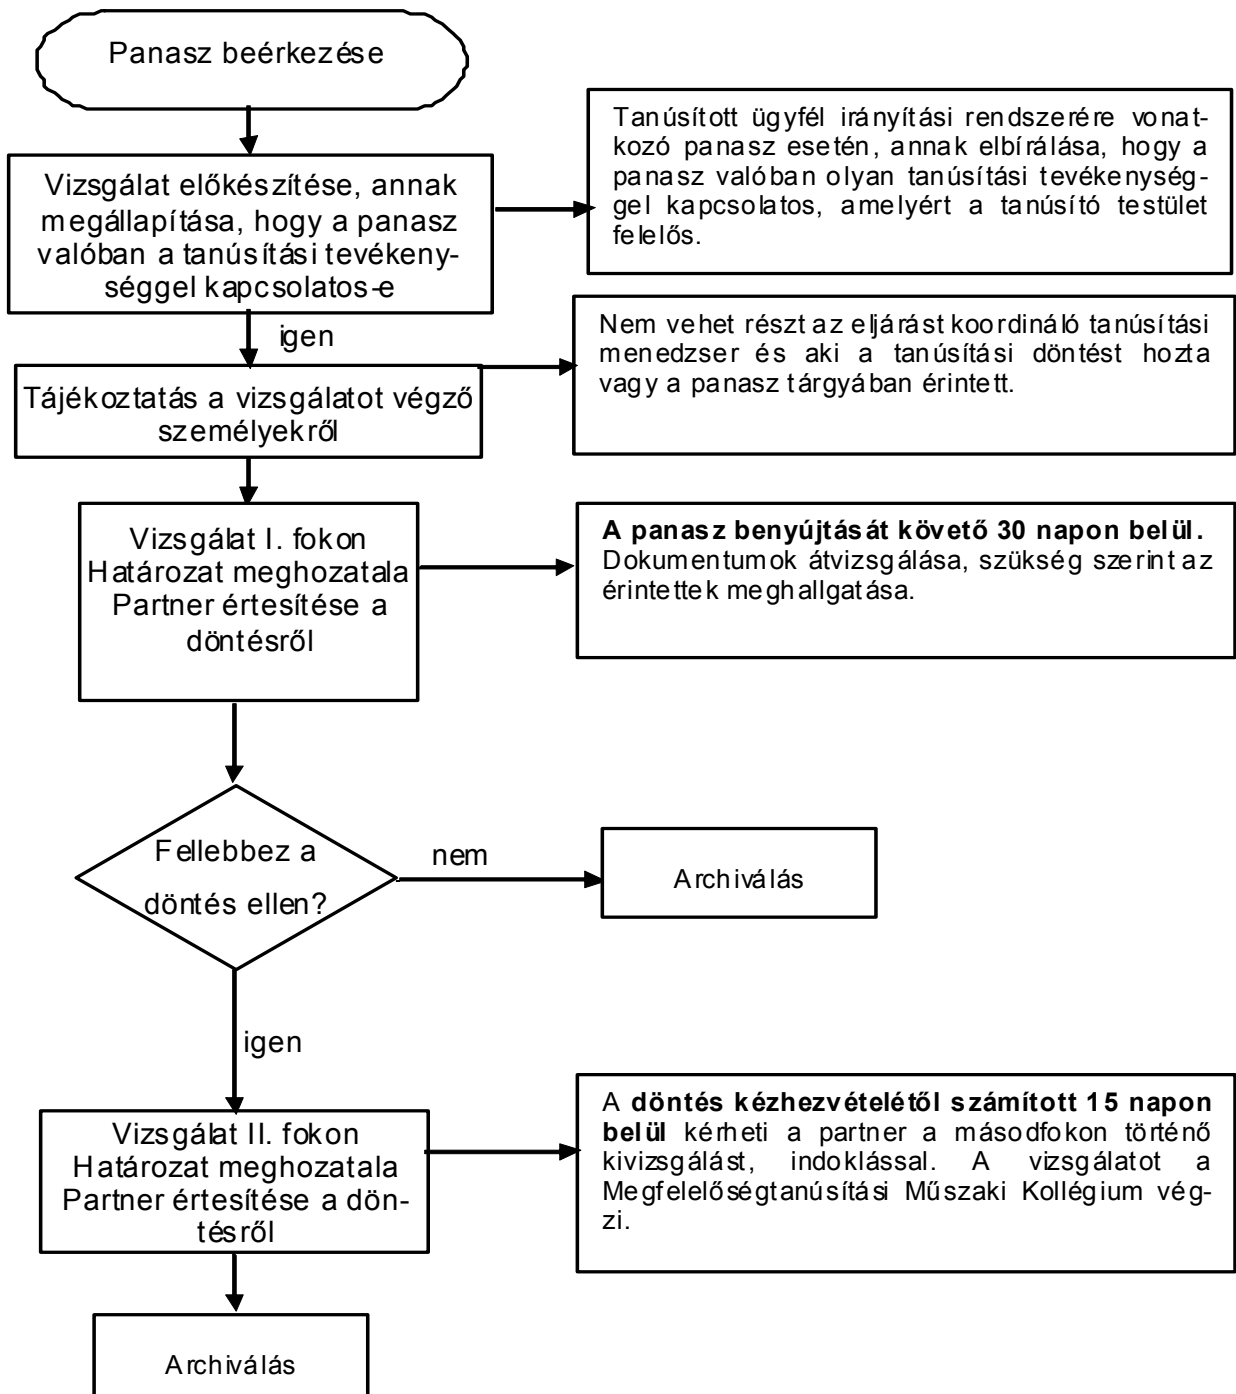 Panasz beérkezése
Vizsgálat előkészítése, annak
megállapítása, hogy a panasz
valóban a tanúsítási tevékeny-
séggel kapcsolatos-e
Tanúsított ügyfél irányítási rendszerére vonat-
kozó panasz esetén, annak elbírálása, hogy a
panasz valóban olyan tanúsítási tevékenység-
gel kapcsolatos, amelyért a tanúsító testület
felelős.
igen
Tájékoztatás a vizsgálatot végző
személyekről
Nem vehet részt az eljárást koordináló tanúsítási
menedzser és aki a tanúsítási döntést hozta
vagy a panasz tárgyában érintett.
Vizsgálat I. fokon
Határozat meghozatala
Partner értesítése a
döntésről
A panasz benyújtását követő 30 napon belül.
Dokumentumok átvizsgálása, szükség szerint az
érintettek meghallgatása.
Fellebbez a
döntés ellen?
nem
Archiválás
igen
Vizsgálat II. fokon
Határozat meghozatala
Partner értesítése a dön-
tésről
A döntés kézhezvételétől számított 15 napon
belül kérheti a partner a másodfokon történő
kivizsgálást, indoklással. A vizsgálatot a
Megfelelőségtanúsítási Műszaki Kollégium vég-
zi.
Archiválás